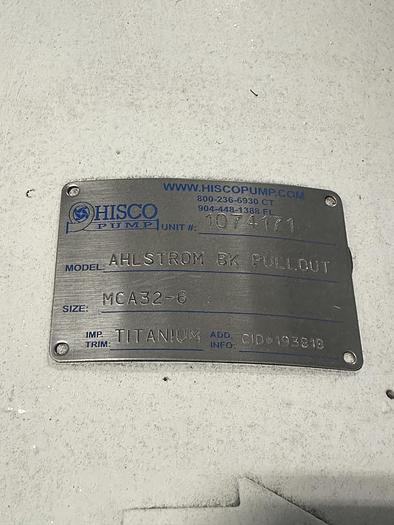 WWW.HISCOPUMP.COM
800-236-6930 CT
904-448-1388 FL
HISCO
PUMP
UNIT #: 1074171
MODEL: AHLSTROM BK PULLOUT
SIZE: MCA32-6
IMP. TRIM: TITANIUM ADD. INFO: CID#193818